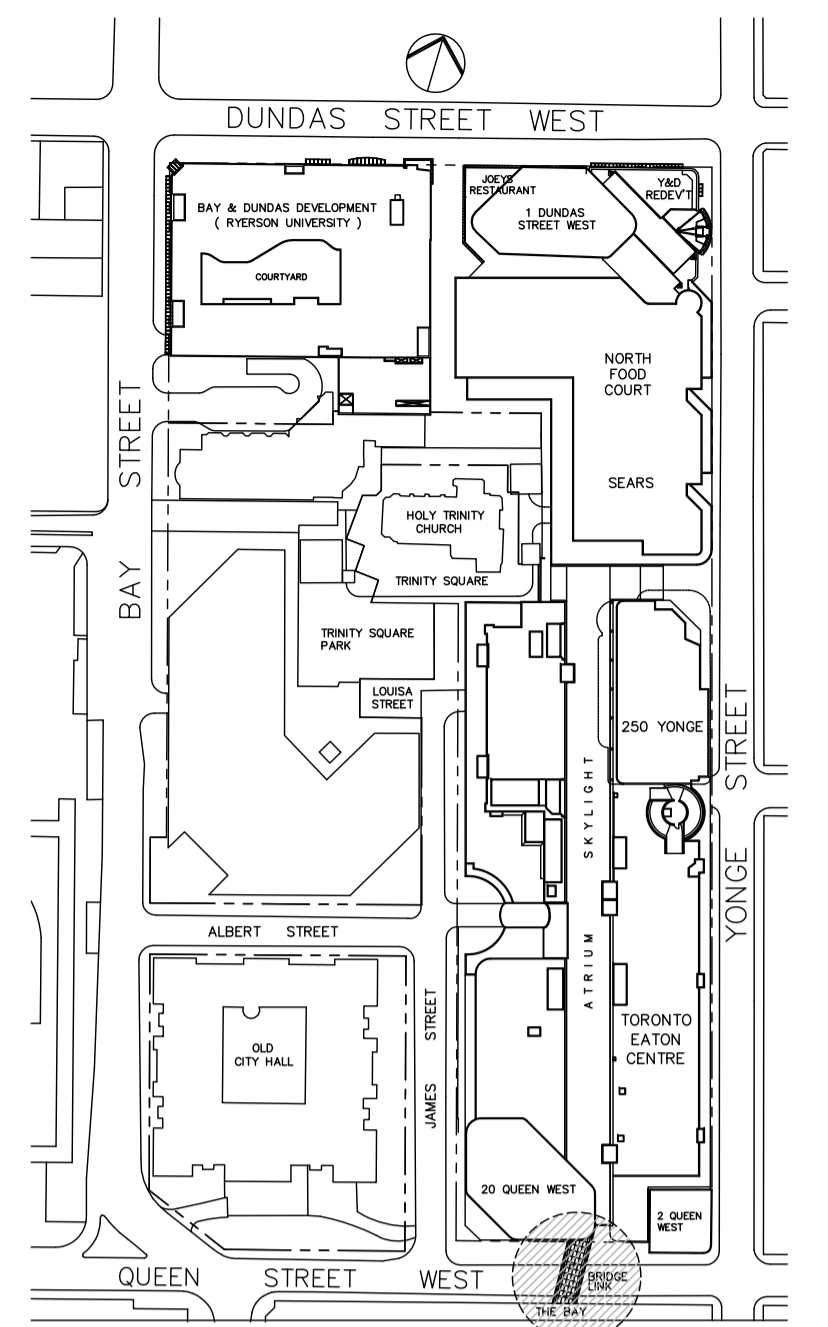 DUNDAS STREET WEST
JOEYS
RESTAURANT
Y&D
REDEV'T
BAY & DUNDAS DEVELOPMENT
( RYERSON UNIVERSITY )
1 DUNDAS
STREET WEST
COURTYARD
NORTH
FOOD
COURT
BAY STREET
SEARS
HOLY TRINITY
CHURCH
TRINITY SQUARE
TRINITY SQUARE
PARK
LOUISA
STREET
250 YONGE
YONGE STREET
ATRIUM SKYLIGHT
ALBERT STREET
JAMES STREET
TORONTO
EATON
CENTRE
OLD
CITY HALL
20 QUEEN WEST
2 QUEEN
WEST
QUEEN STREET WEST
BRIDGE
LINK
THE BAY